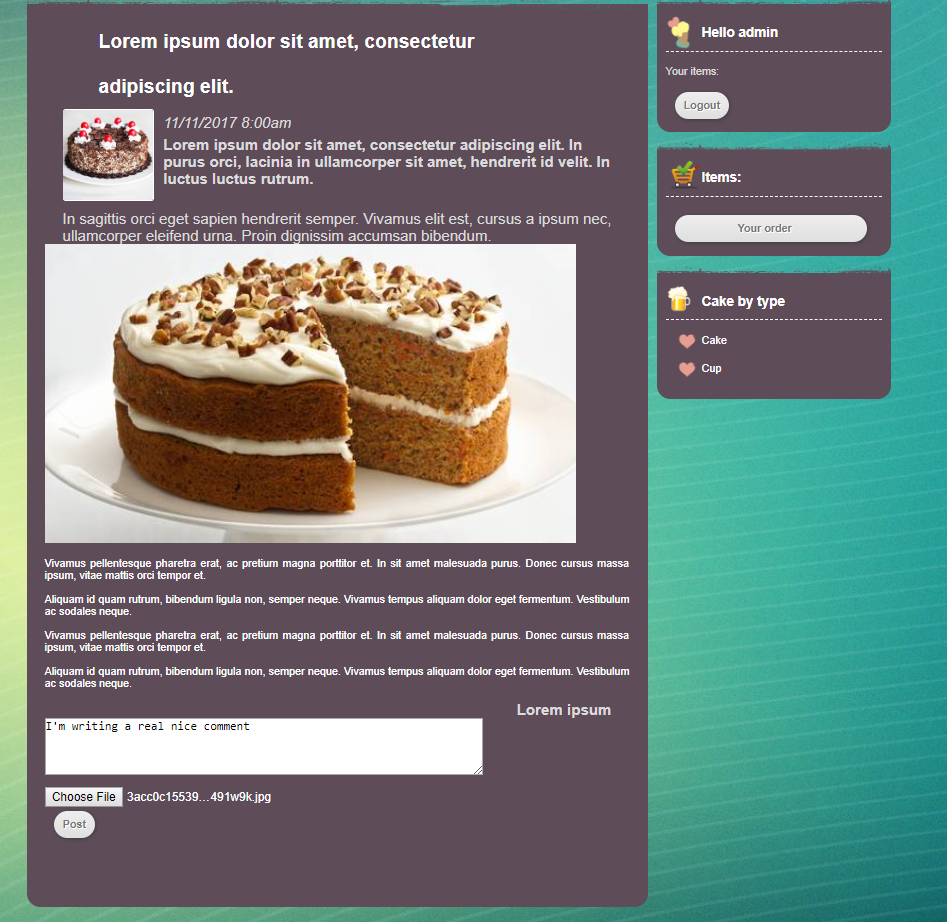 Lorem ipsum dolor sit amet, consectetur
adipiscing elit.
11/11/2017 8:00am
Lorem ipsum dolor sit amet, consectetur adipiscing elit. In
purus orci, lacinia in ullamcorper sit amet, hendrerit id velit. In
luctus luctus rutrum.
In sagittis orci eget sapien hendrerit semper. Vivamus elit est, cursus a ipsum nec,
ullamcorper eleifend urna. Proin dignissim accumsan bibendum.
Vivamus pellentesque pharetra erat, ac pretium magna porttitor et. In sit amet malesuada purus. Donec cursus massa
ipsum, vitae mattis orci tempor et.
Aliquam id quam rutrum, bibendum ligula non, semper neque. Vivamus tempus aliquam dolor eget fermentum. Vestibulum
ac sodales neque.
Vivamus pellentesque pharetra erat, ac pretium magna porttitor et. In sit amet malesuada purus. Donec cursus massa
ipsum, vitae mattis orci tempor et.
Aliquam id quam rutrum, bibendum ligula non, semper neque. Vivamus tempus aliquam dolor eget fermentum. Vestibulum
ac sodales neque.
Lorem ipsum
I'm writing a real nice comment
Choose File 3acc0c15539...491w9k.jpg
Post
Hello admin
Your items:
Logout
Items:
Your order
Cake by type
Cake
Cup